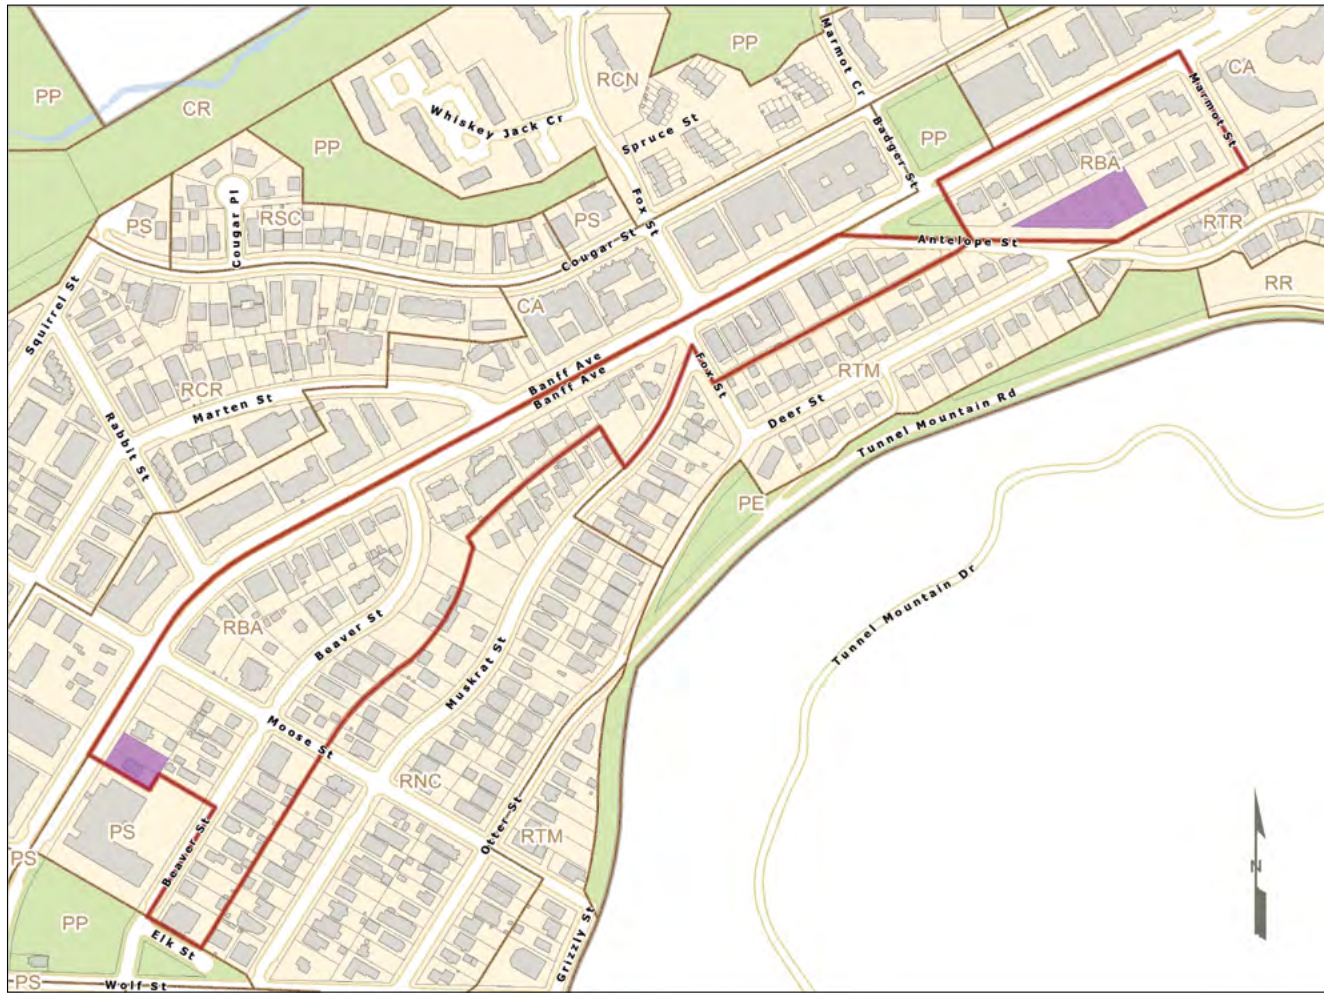 PP
Marmot Cr
PP
RCN
CA
PP
CR
Whiskey Jack Cr
Spruce St
Badger St
Marmot St
PP
PP
RBA
Cougar Pl
RSC
PS
PS
Fox St
Cougar St
RTR
Antelope St
RR
Squirrel St
CA
Banff Ave
Banff Ave
RCR
Marten St
Fox St
RTM
Deer St
Tunnel Mountain Rd
Rabbit St
PE
Tunnel Mountain Dr
RBA
Beaver St
Muskrat St
Moose St
RNC
PS
Beaver St
Otter St
RTM
PS
N
PP
Elk St
Grizzly St
PS
Wolf St